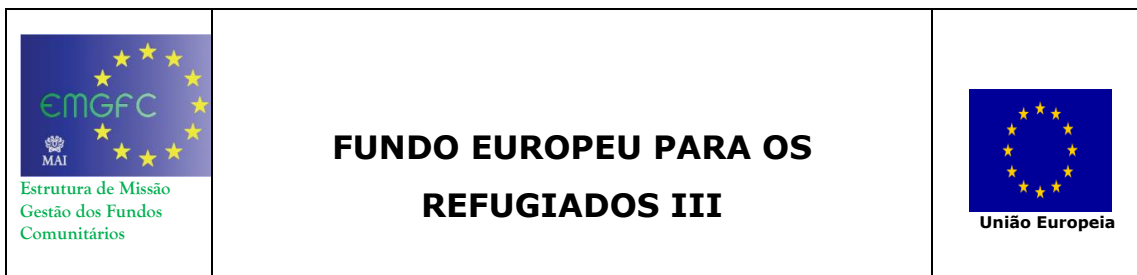 EMGFC
MAI
Estrutura de Missão
Gestão dos Fundos
Comunitários
FUNDO EUROPEU PARA OS
REFUGIADOS III
União Europeia